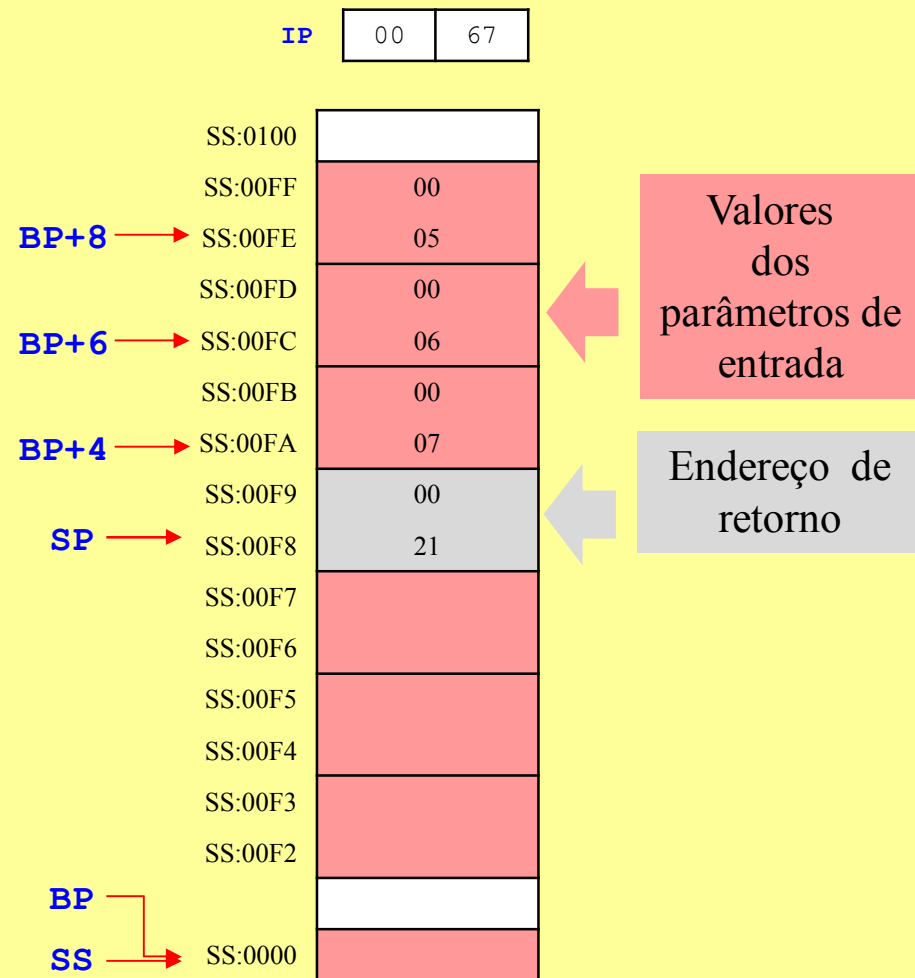 IP 00 67
SS:0100
SS:00FF 00
BP+8 SS:00FE 05
SS:00FD 00
BP+6 SS:00FC 06
SS:00FB 00
BP+4 SS:00FA 07
SS:00F9 00
SP SS:00F8 21
SS:00F7
SS:00F6
SS:00F5
SS:00F4
SS:00F3
SS:00F2
BP
SS SS:0000
Valores
dos
parâmetros de
entrada
Endereço de
retorno